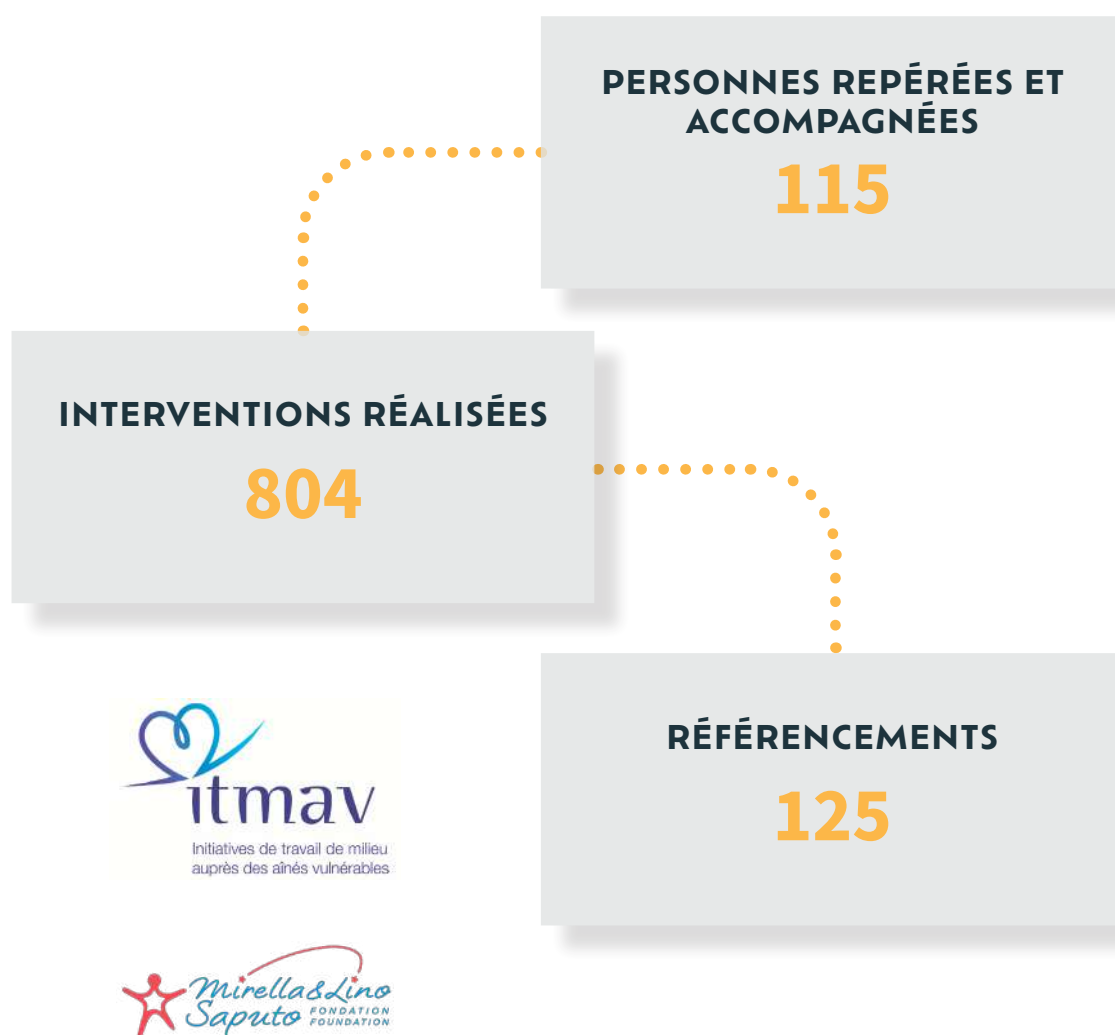 PERSONNES REPÉRÉES ET
ACCOMPAGNÉES
115
INTERVENTIONS RÉALISÉES
804
RÉFÉRENCEMENTS
125
itmav
Initiatives de travail de milieu
auprès des aînés vulnérables
Mirella & Lino
Saputo FONDATION
FOUNDATION